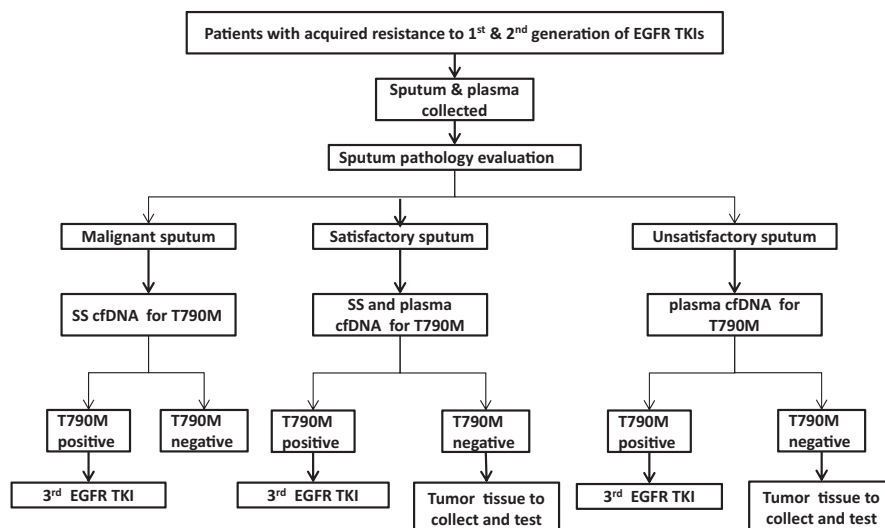 Patients with acquired resistance to 1st & 2nd generation of EGFR TKIs
Sputum & plasma
collected
Sputum pathology evaluation
Malignant sputum
Satisfactory sputum
Unsatisfactory sputum
SS cfDNA for T790M
SS and plasma
cfDNA for T790M
plasma cfDNA for
T790M
T790M
positive
T790M
negative
T790M
positive
T790M
negative
T790M
positive
T790M
negative
3rd EGFR TKI
3rd EGFR TKI
Tumor tissue to
collect and test
3rd EGFR TKI
Tumor tissue to
collect and test